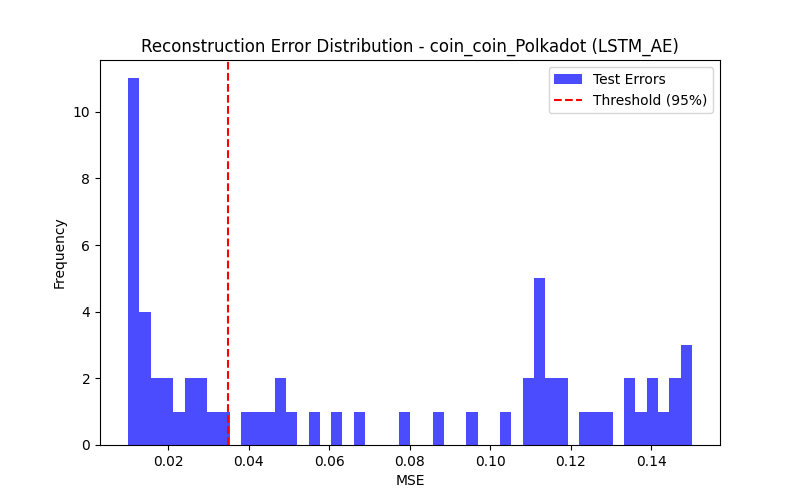 Reconstruction Error Distribution - coin_coin_Polkadot (LSTM_AE)
Test Errors
Threshold (95%)
10
8
6
4
2
0
Frequency
0.02 0.04 0.06 0.08 0.10 0.12 0.14
MSE